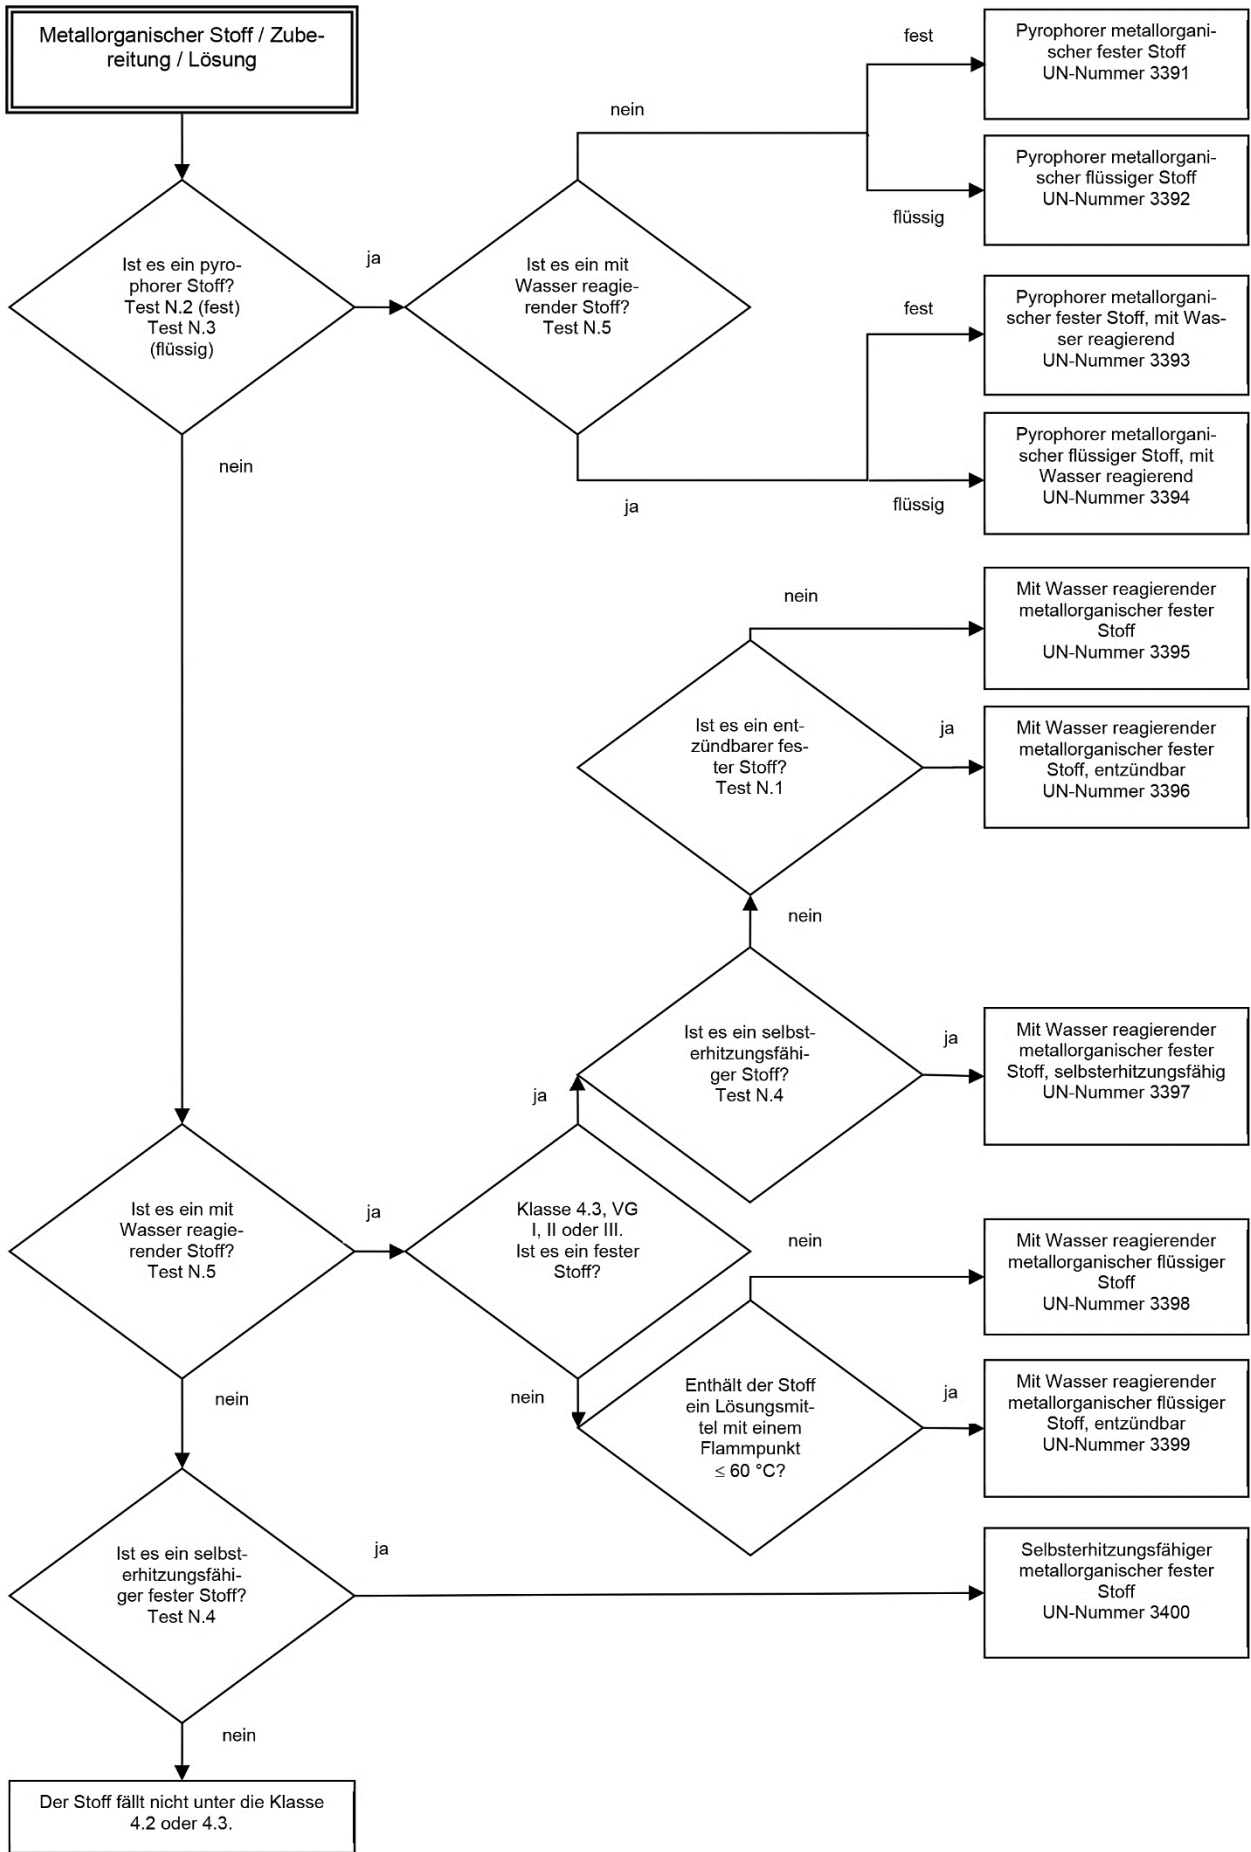 Metallorganischer Stoff / Zube-
reitung / Lösung
fest
Pyrophorer metallorgani-
scher fester Stoff
UN-Nummer 3391
nein
Pyrophorer metallorgani-
scher flüssiger Stoff
UN-Nummer 3392
flüssig
Ist es ein pyro-
phorer Stoff?
Test N.2 (fest)
Test N.3
(flüssig)
ja
Ist es ein mit
Wasser reagie-
render Stoff?
Test N.5
fest
Pyrophorer metallorgani-
scher fester Stoff, mit Was-
ser reagierend
UN-Nummer 3393
nein
ja
flüssig
Pyrophorer metallorgani-
scher flüssiger Stoff, mit
Wasser reagierend
UN-Nummer 3394
nein
Mit Wasser reagierender
metallorganischer fester
Stoff
UN-Nummer 3395
Ist es ein ent-
zündbarer fes-
ter Stoff?
Test N.1
ja
Mit Wasser reagierender
metallorganischer fester
Stoff, entzündbar
UN-Nummer 3396
nein
Ist es ein selbst-
erhitzungsfähi-
ger Stoff?
Test N.4
ja
Mit Wasser reagierender
metallorganischer fester
Stoff, selbsterhitzungsfähig
UN-Nummer 3397
ja
Ist es ein mit
Wasser reagie-
render Stoff?
Test N.5
ja
Klasse 4.3, VG
I, II oder III.
Ist es ein fester
Stoff?
nein
Mit Wasser reagierender
metallorganischer flüssiger
Stoff
UN-Nummer 3398
nein
nein
Enthält der Stoff
ein Lösungsmit-
tel mit einem
Flammpunkt
≤ 60 °C?
ja
Mit Wasser reagierender
metallorganischer flüssiger
Stoff, entzündbar
UN-Nummer 3399
Ist es ein selbst-
erhitzungsfähi-
ger fester Stoff?
Test N.4
ja
Selbsterhitzungsfähiger
metallorganischer fester
Stoff
UN-Nummer 3400
nein
Der Stoff fällt nicht unter die Klasse
4.2 oder 4.3.